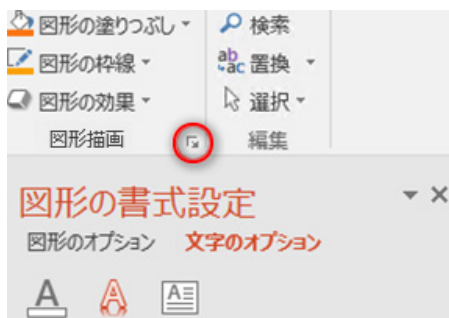 図形の塗りつぶし 検索
図形の枠線 ab ac 置換
図形の効果 選択
図形描画 編集
図形の書式設定
図形のオプション 文字のオプション
A A A